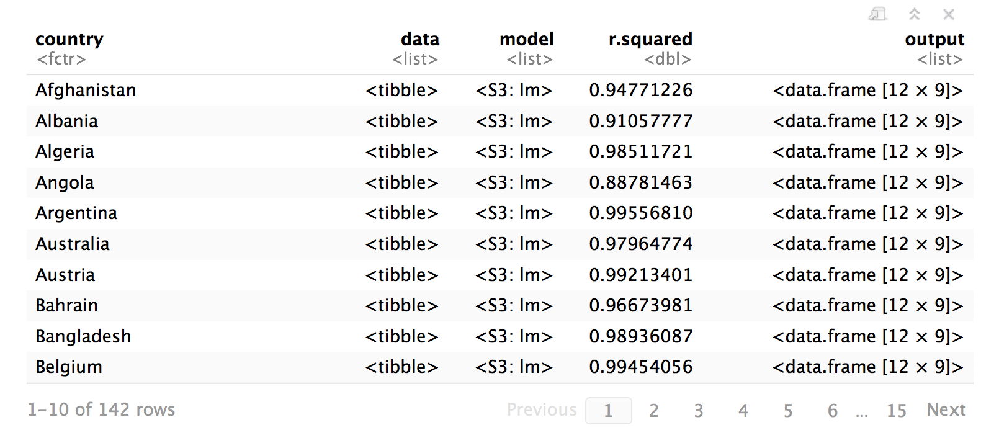 country data model r.squared output
<fctr> <list> <list> <dbl> <list>
Afghanistan <tibble> <S3: lm> 0.94771226 <data.frame [12 × 9]>
Albania <tibble> <S3: lm> 0.91057777 <data.frame [12 × 9]>
Algeria <tibble> <S3: lm> 0.98511721 <data.frame [12 × 9]>
Angola <tibble> <S3: lm> 0.88781463 <data.frame [12 × 9]>
Argentina <tibble> <S3: lm> 0.99556810 <data.frame [12 × 9]>
Australia <tibble> <S3: lm> 0.97964774 <data.frame [12 × 9]>
Austria <tibble> <S3: lm> 0.99213401 <data.frame [12 × 9]>
Bahrain <tibble> <S3: lm> 0.96673981 <data.frame [12 × 9]>
Bangladesh <tibble> <S3: lm> 0.98936087 <data.frame [12 × 9]>
Belgium <tibble> <S3: lm> 0.99454056 <data.frame [12 × 9]>
1–10 of 142 rows Previous 1 2 3 4 5 6 ... 15 Next